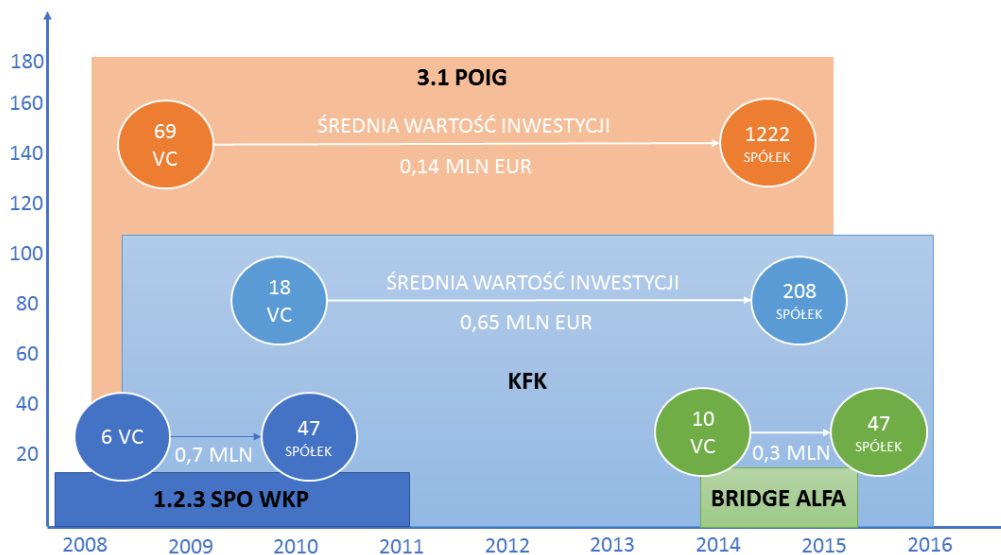 180
160
140
120
100
80
60
40
20
3.1 POIG
69
VC
ŚREDNIA WARTOŚĆ INWESTYCJI
0,14 MLN EUR
1222
SPÓŁEK
18
VC
ŚREDNIA WARTOŚĆ INWESTYCJI
0,65 MLN EUR
208
SPÓŁEK
KFK
6 VC
0,7 MLN
47
SPÓŁEK
10
VC
0,3 MLN
47
SPÓŁEK
1.2.3 SPO WKP
BRIDGE ALFA
2008 2009 2010 2011 2012 2013 2014 2015 2016